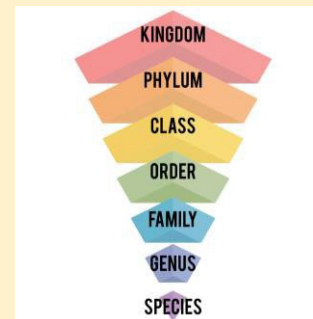 KINGDOM
PHYLUM
CLASS
ORDER
FAMILY
GENUS
SPECIES